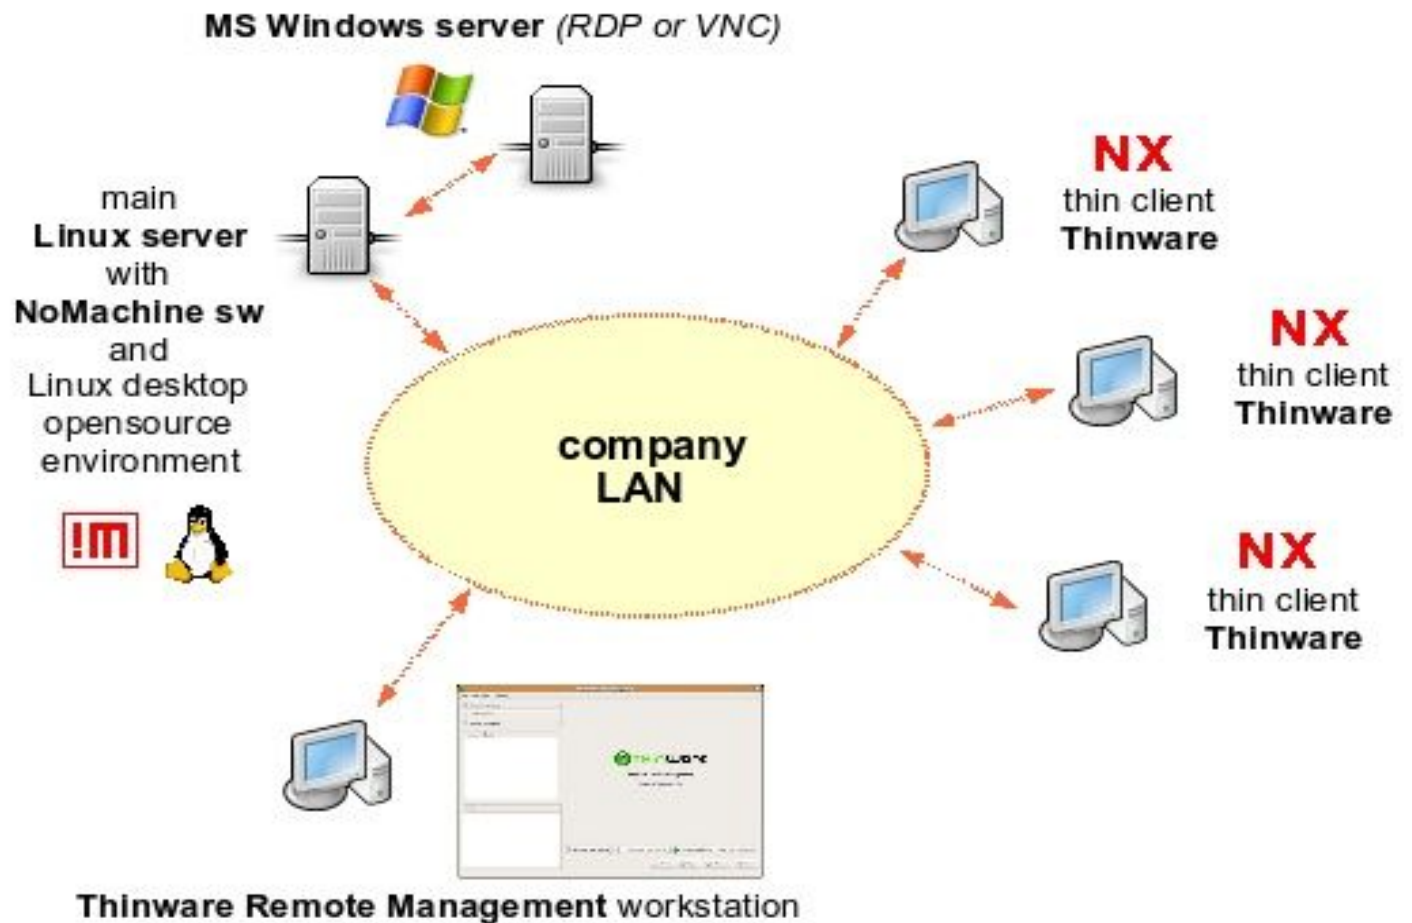 MS Windows server (RDP or VNC)
main
Linux server
with
NoMachine sw
and
Linux desktop
opensource
environment
!m
NX
thin client
Thinware
NX
thin client
Thinware
NX
thin client
Thinware
company
LAN
thinware
Thinware Remote Management workstation